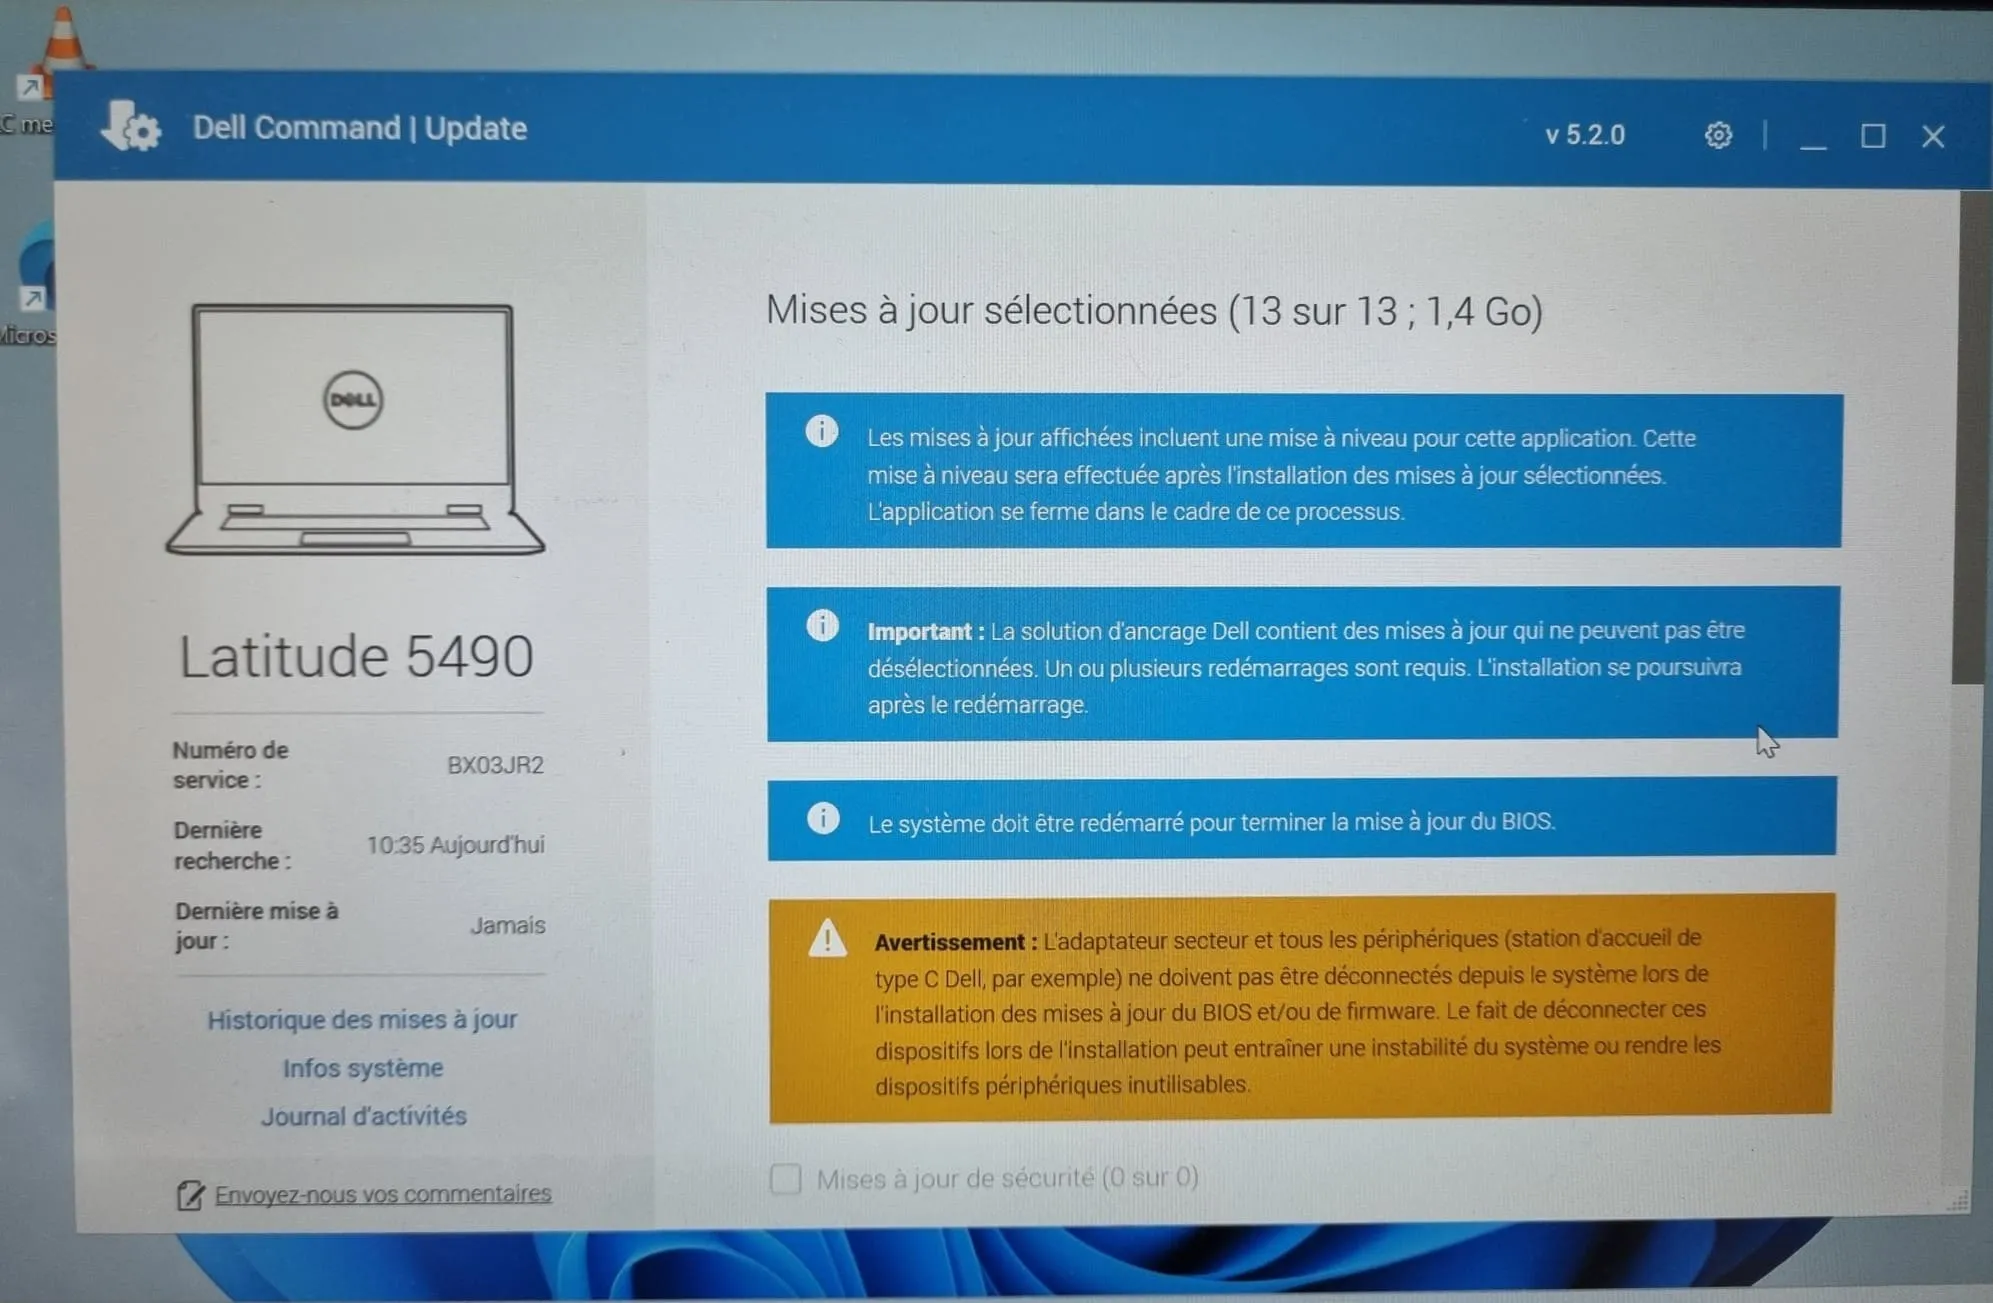 C me
Micros
Dell Command | Update
v 5.2.0
DELL
Latitude 5490
Numéro de
service :
BX03JR2
Dernière
recherche :
10:35 Aujourd'hui
Dernière mise à
jour :
Jamais
Historique des mises à jour
Infos système
Journal d'activités
Envoyez-nous vos commentaires
Mises à jour sélectionnées (13 sur 13 ; 1,4 Go)
Les mises à jour affichées incluent une mise à niveau pour cette application. Cette
mise à niveau sera effectuée après l'installation des mises à jour sélectionnées.
L'application se ferme dans le cadre de ce processus.
Important : La solution d'ancrage Dell contient des mises à jour qui ne peuvent pas être
désélectionnées. Un ou plusieurs redémarrages sont requis. L'installation se poursuivra
après le redémarrage.
Le système doit être redémarré pour terminer la mise à jour du BIOS.
Avertissement : L'adaptateur secteur et tous les périphériques (station d'accueil de
type C Dell, par exemple) ne doivent pas être déconnectés depuis le système lors de
l'installation des mises à jour du BIOS et/ou de firmware. Le fait de déconnecter ces
dispositifs lors de l'installation peut entraîner une instabilité du système ou rendre les
dispositifs périphériques inutilisables.
Mises à jour de sécurité (0 sur 0)